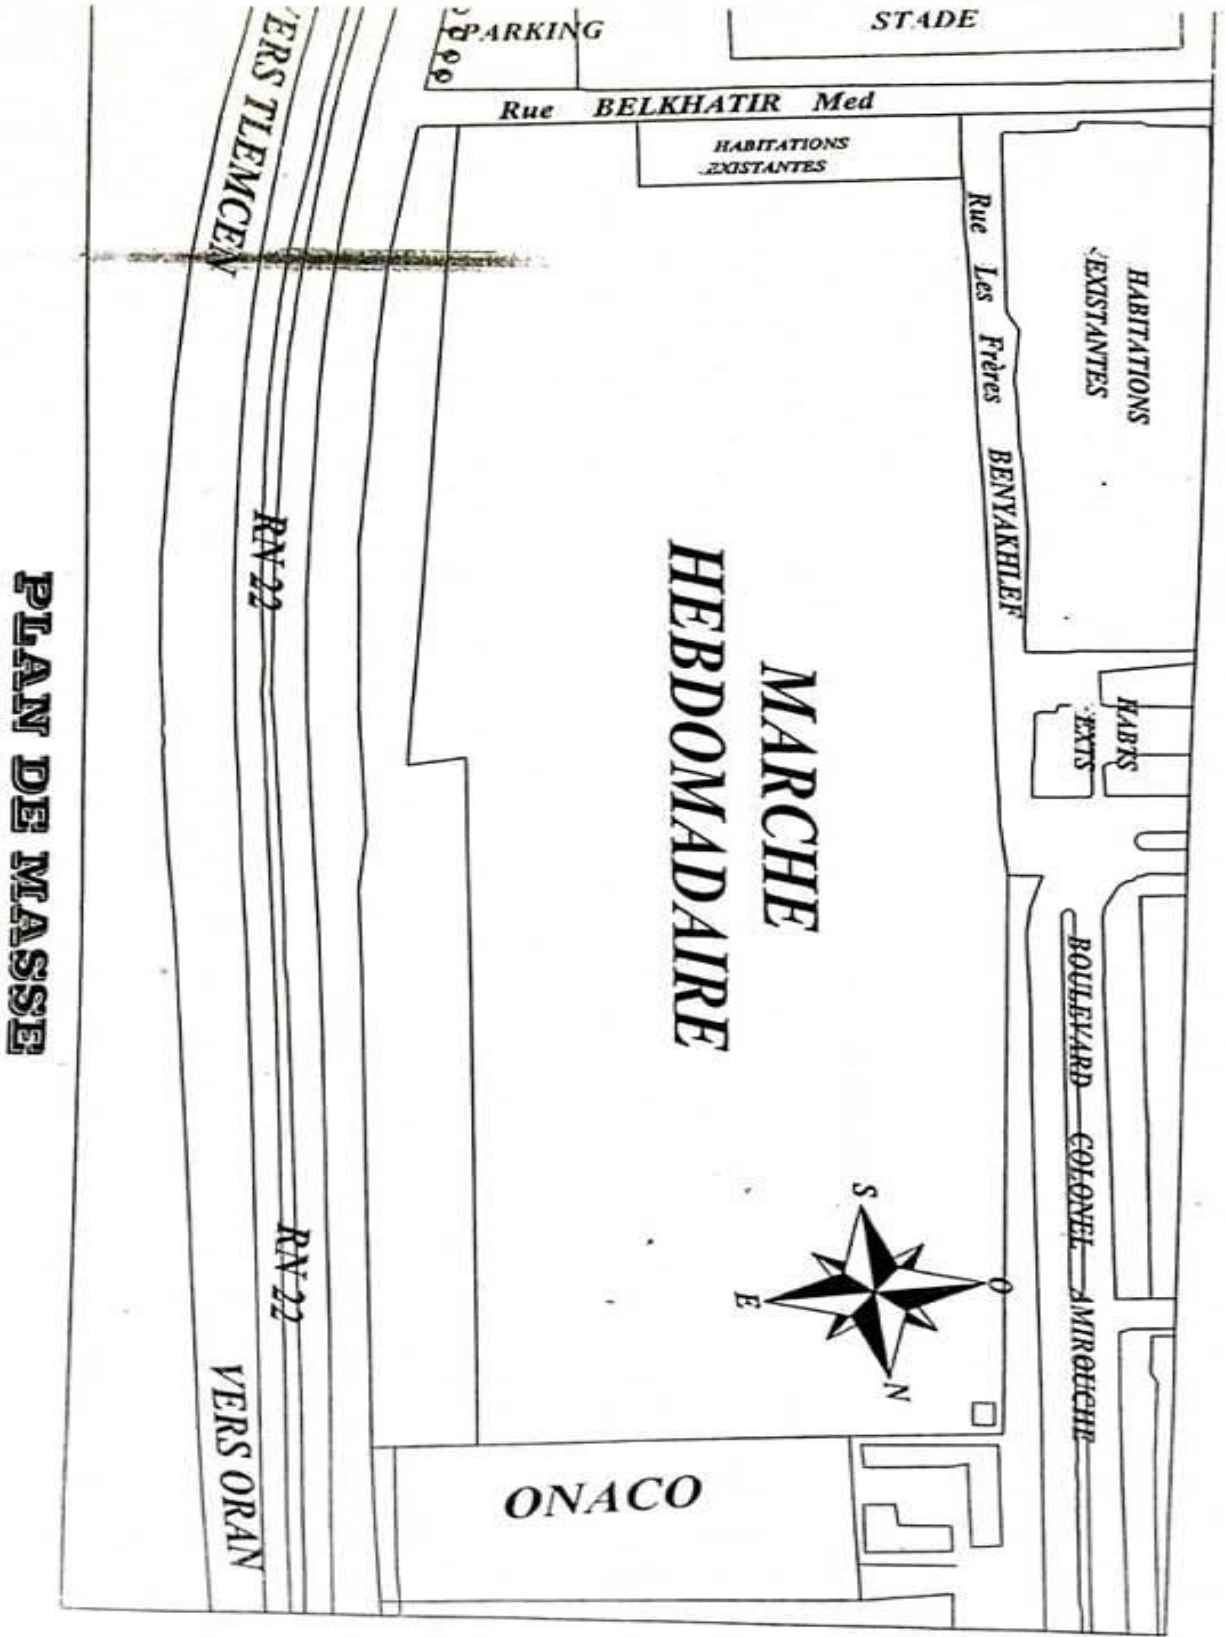 PARKING
STADE
Rue BELKHATIR Med
HABITATIONS
EXISTANTES
VERS TLEMCEN
Rue Les Frères BENYAKHLEF
HABITATIONS
EXISTANTES
RN 22
MARCHE
HEBDOMADAIRE
HABTS
EXTS
BOULEVARD COLONEL AMIROUCHE
S
O
E
N
RN 22
VERS ORAN
ONACO
PLAN DE MASSE